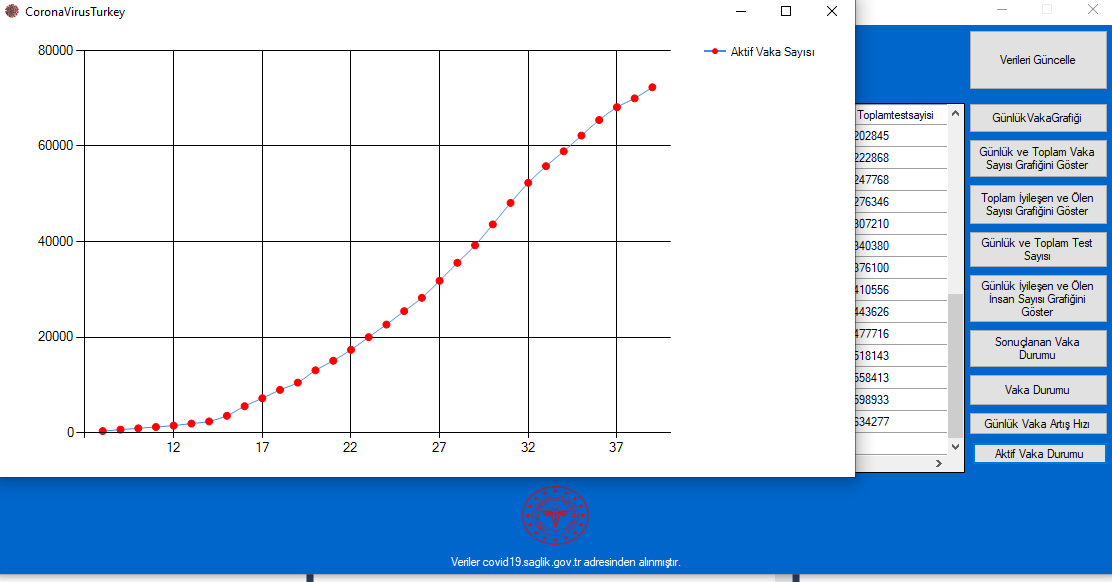 CoronaVirusTurkey
80000
60000
40000
20000
0
12
17
22
27
32
37
Aktif Vaka Sayısı
Toplamtestsayisi
202845
222868
247768
276346
307210
340380
376100
410556
443626
477716
518143
558413
598933
634277
Verileri Güncelle
GünlükVakaGrafiği
Günlük ve Toplam Vaka
Sayısı Grafiğini Göster
Toplam İyileşen ve Ölen
Sayısı Grafiğini Göster
Günlük ve Toplam Test
Sayısı
Günlük İyileşen ve Ölen
İnsan Sayısı Grafiğini
Göster
Sonuçlanan Vaka
Durumu
Vaka Durumu
Günlük Vaka Artış Hızı
Aktif Vaka Durumu
Veriler covid19.saglik.gov.tr adresinden alınmıştır.